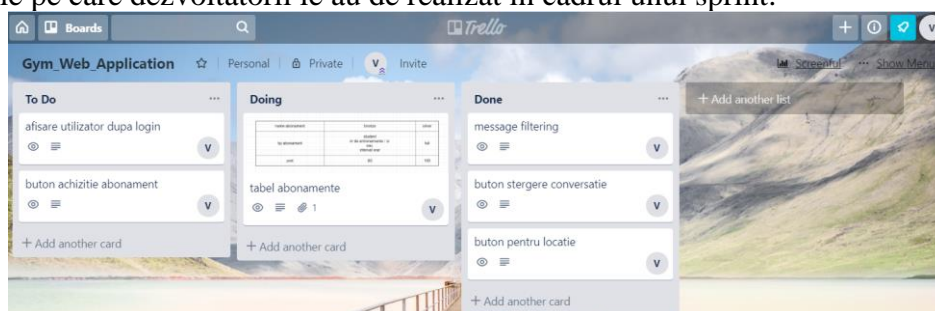 le pe care dezvoltatorii le au de realizat în cadrul unui sprint.
Boards
Trello
V
Gym_Web_Application
Personal
Private
V
Invite
Screenful
Show Menu
To Do
afisare utilizator dupa login
V
buton achizitie abonament
V
+ Add another card
Doing
tabel abonamente
1
V
+ Add another card
Done
message filtering
V
buton stergere conversatie
V
buton pentru locatie
V
+ Add another card
+ Add another list